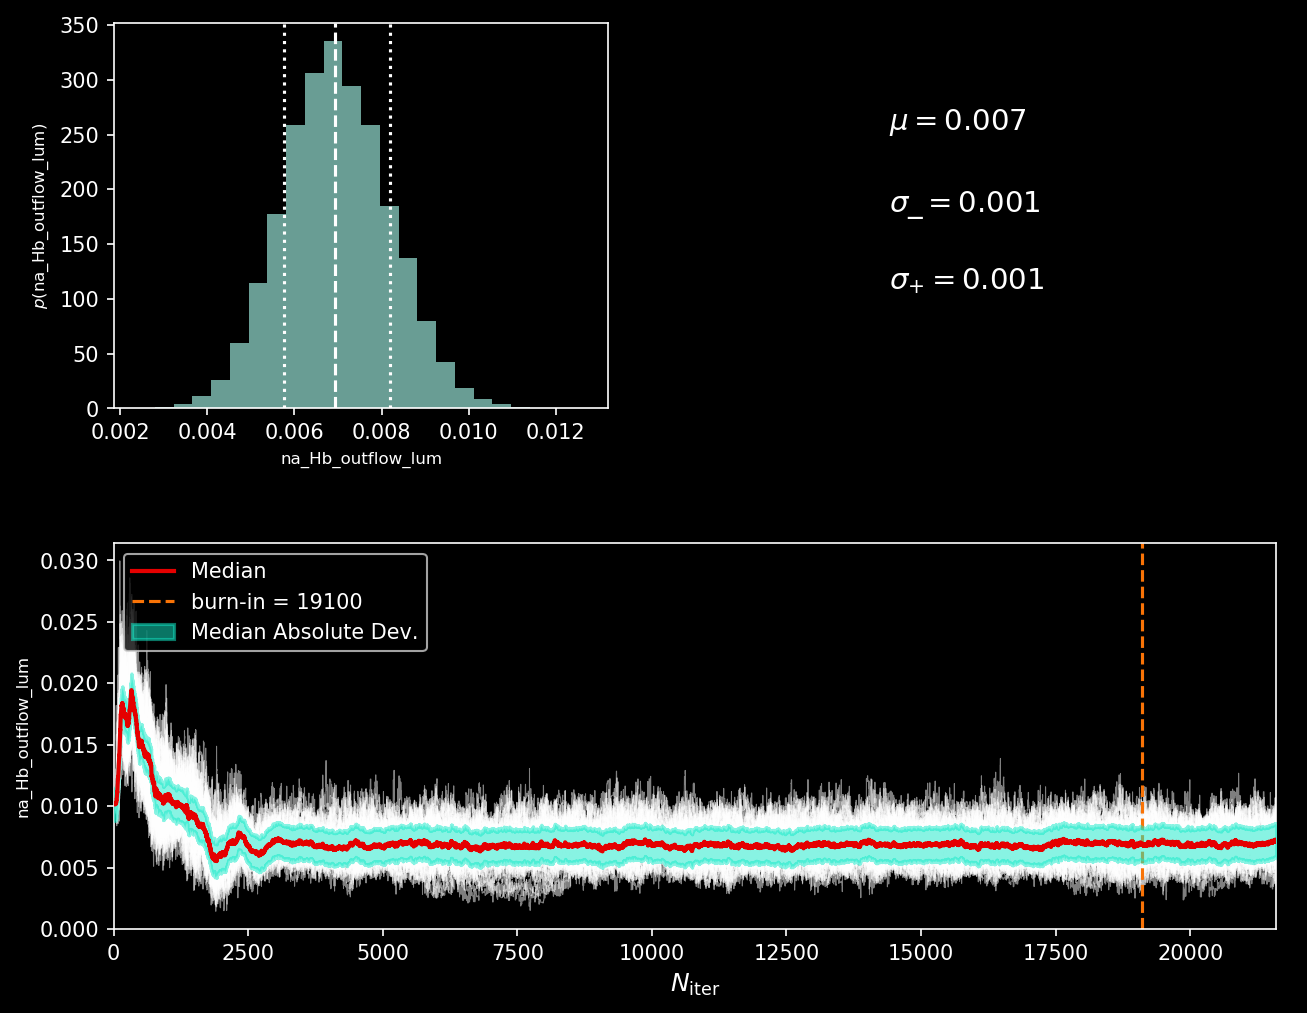 350
300
250
200
150
100
50
0
p(na_Hb_outflow_lum)
0.002 0.004 0.006 0.008 0.010 0.012
na_Hb_outflow_lum
μ = 0.007
σ_ = 0.001
σ+ = 0.001
0.030
0.025
0.020
0.015
0.010
0.005
0.000
na_Hb_outflow_lum
Median
burn-in = 19100
Median Absolute Dev.
0 2500 5000 7500 10000 12500 15000 17500 20000
Niter